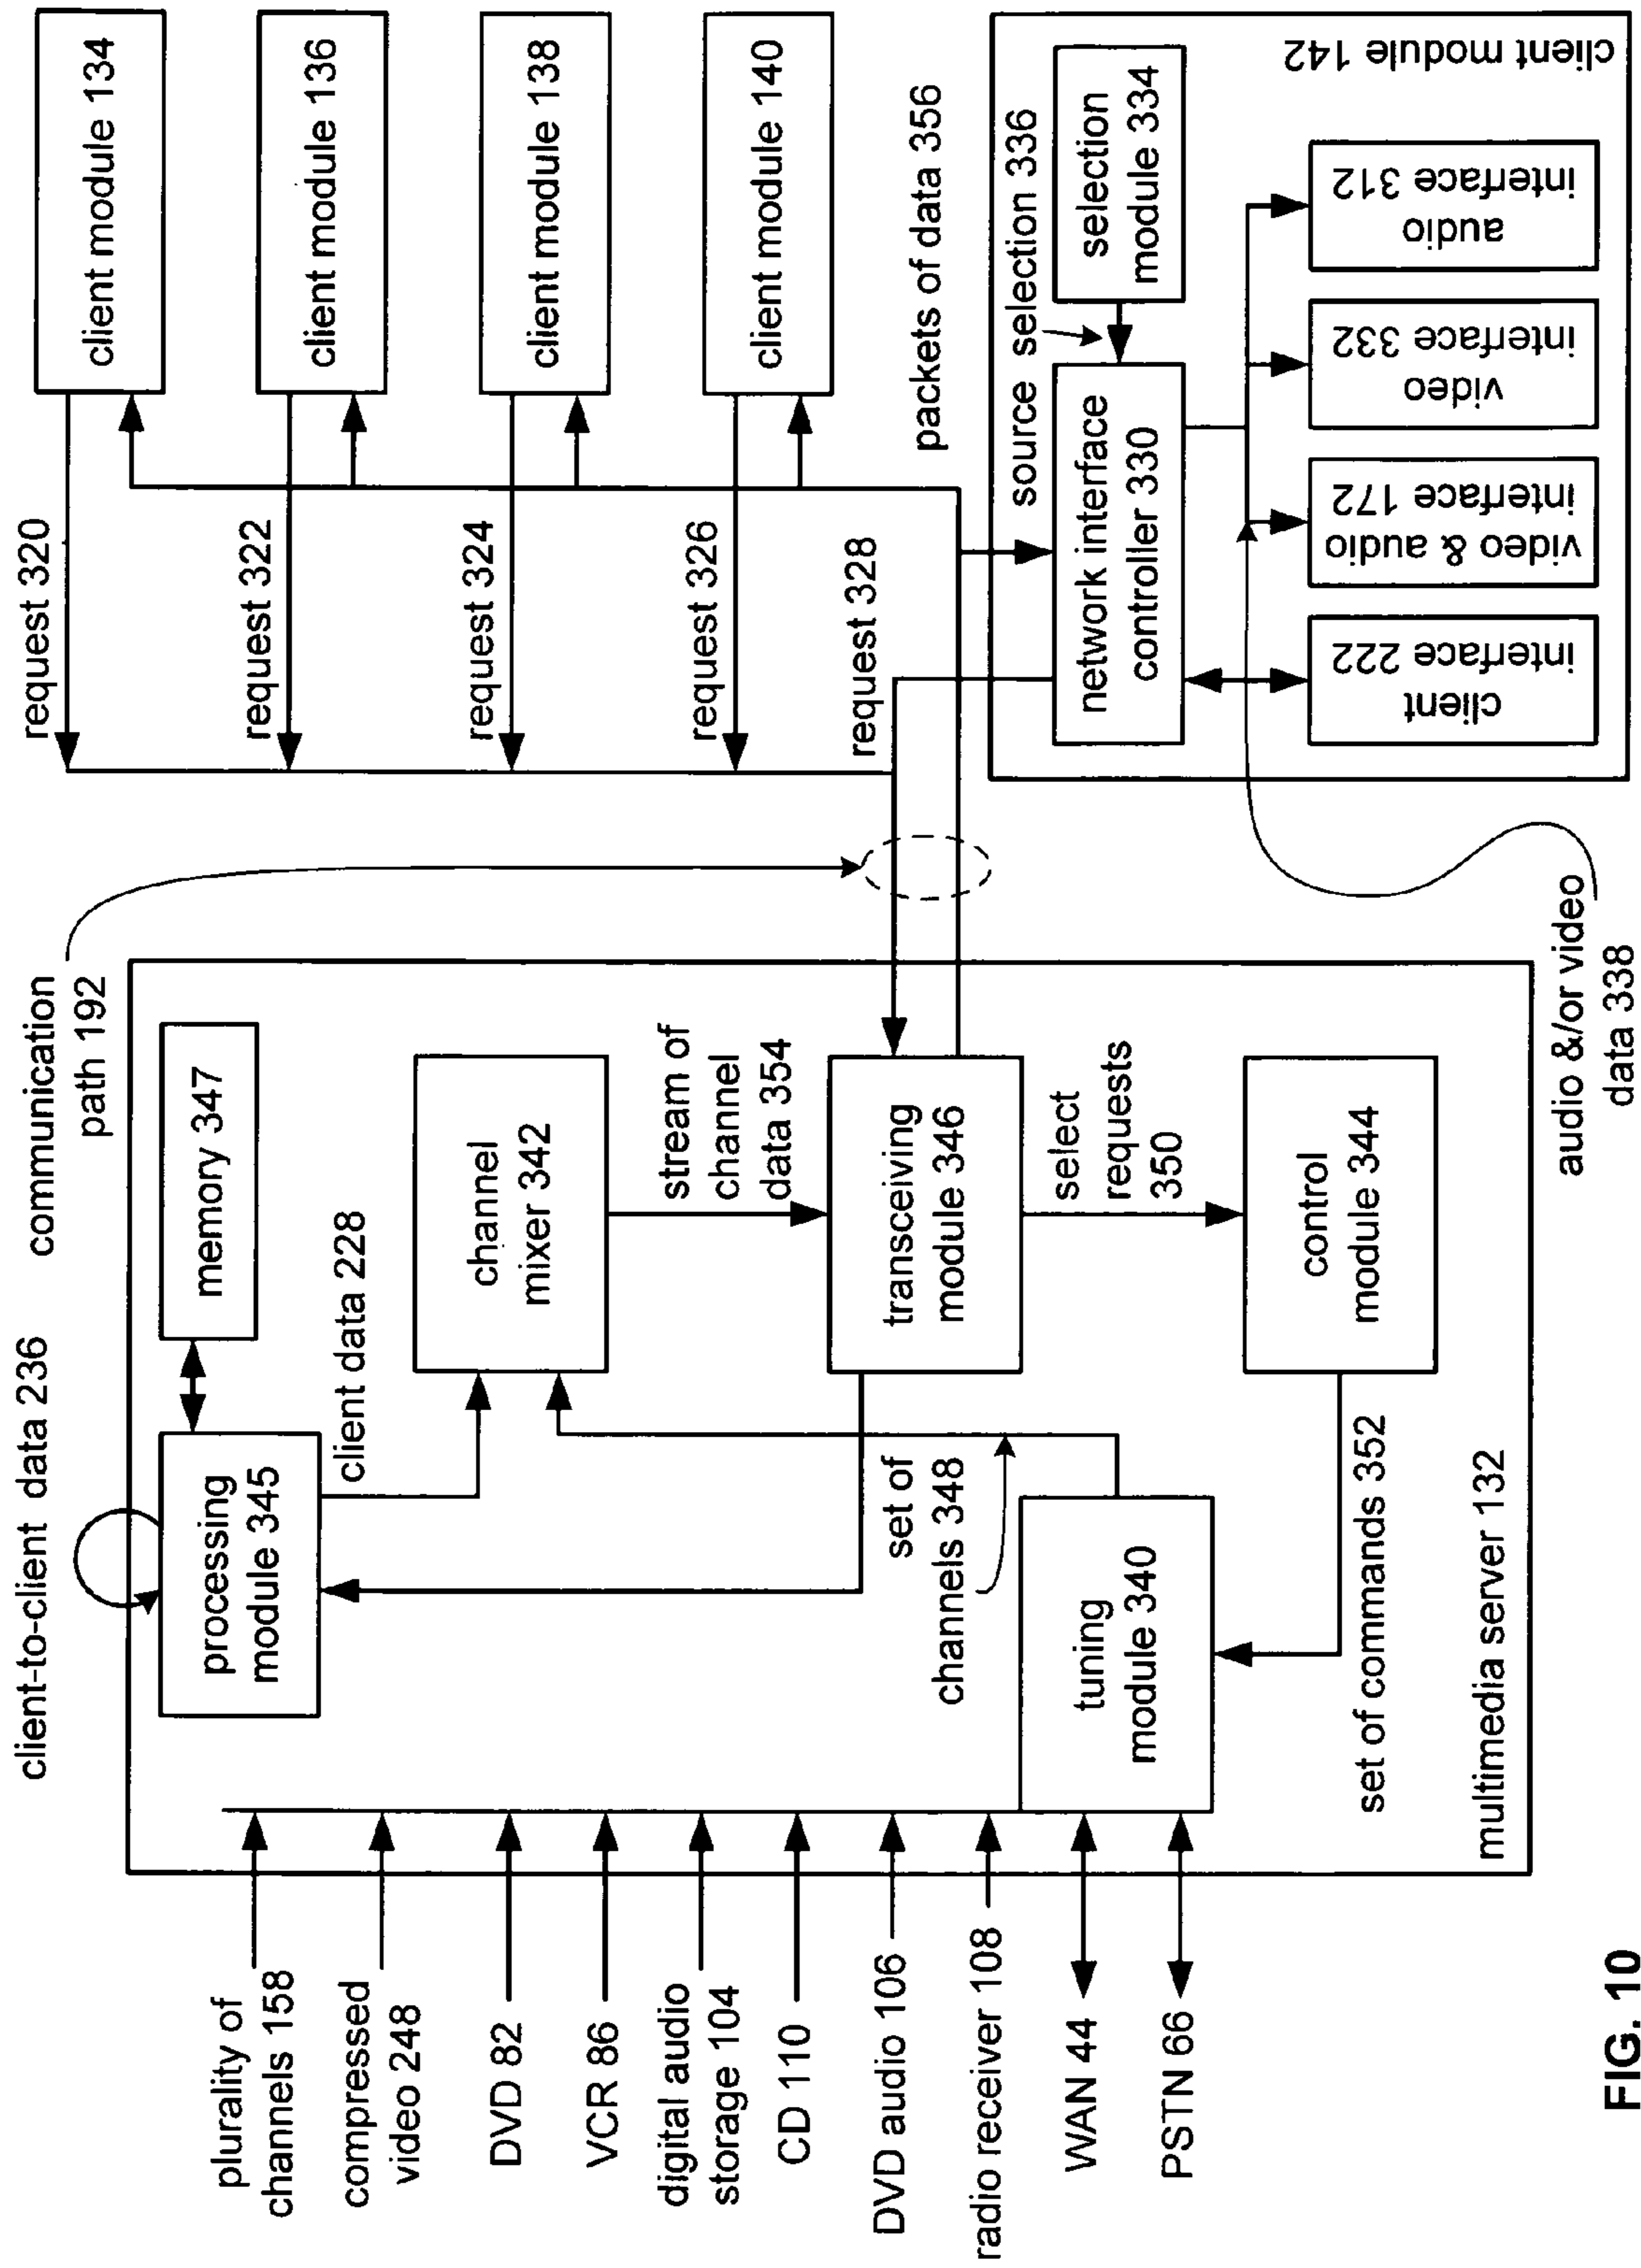 client-to-client data 236
communication
path 192
request 320
client module 134
request 322
client module 136
request 324
client module 138
request 326
client module 140
request 328
packets of data 356
plurality of
channels 158
compressed
video 248
DVD 82
VCR 86
digital audio
storage 104
CD 110
DVD audio 106
radio receiver 108
WAN 44
PSTN 66
processing
module 345
memory 347
client data 228
channel
mixer 342
stream of
channel
data 354
transceiving
module 346
select
requests
350
control
module 344
set of
channels 348
tuning
module 340
set of commands 352
multimedia server 132
source selection 336
selection
module 334
network interface
controller 330
client
interface 222
video & audio
interface 172
video
interface 332
audio
interface 312
client module 142
audio &/or video
data 338
FIG. 10